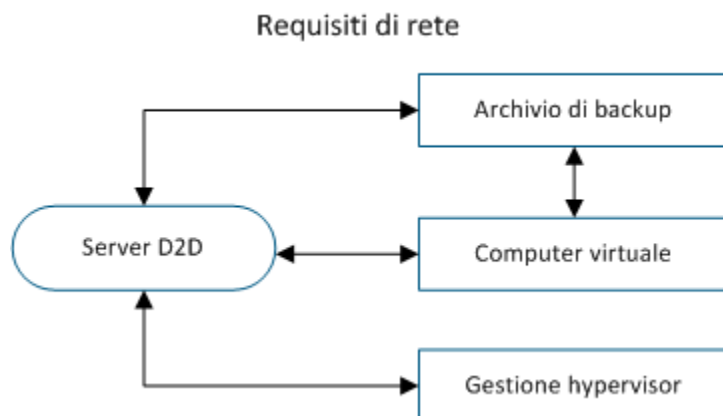 Requisiti di rete
Archivio di backup
Server D2D
Computer virtuale
Gestione hypervisor